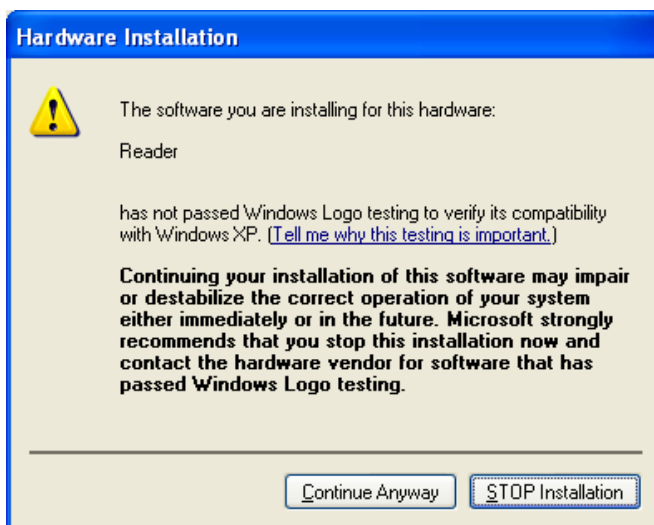 Hardware Installation
The software you are installing for this hardware:
Reader
has not passed Windows Logo testing to verify its compatibility
with Windows XP. (Tell me why this testing is important.)
Continuing your installation of this software may impair
or destabilize the correct operation of your system
either immediately or in the future. Microsoft strongly
recommends that you stop this installation now and
contact the hardware vendor for software that has
passed Windows Logo testing.
Continue Anyway
STOP Installation